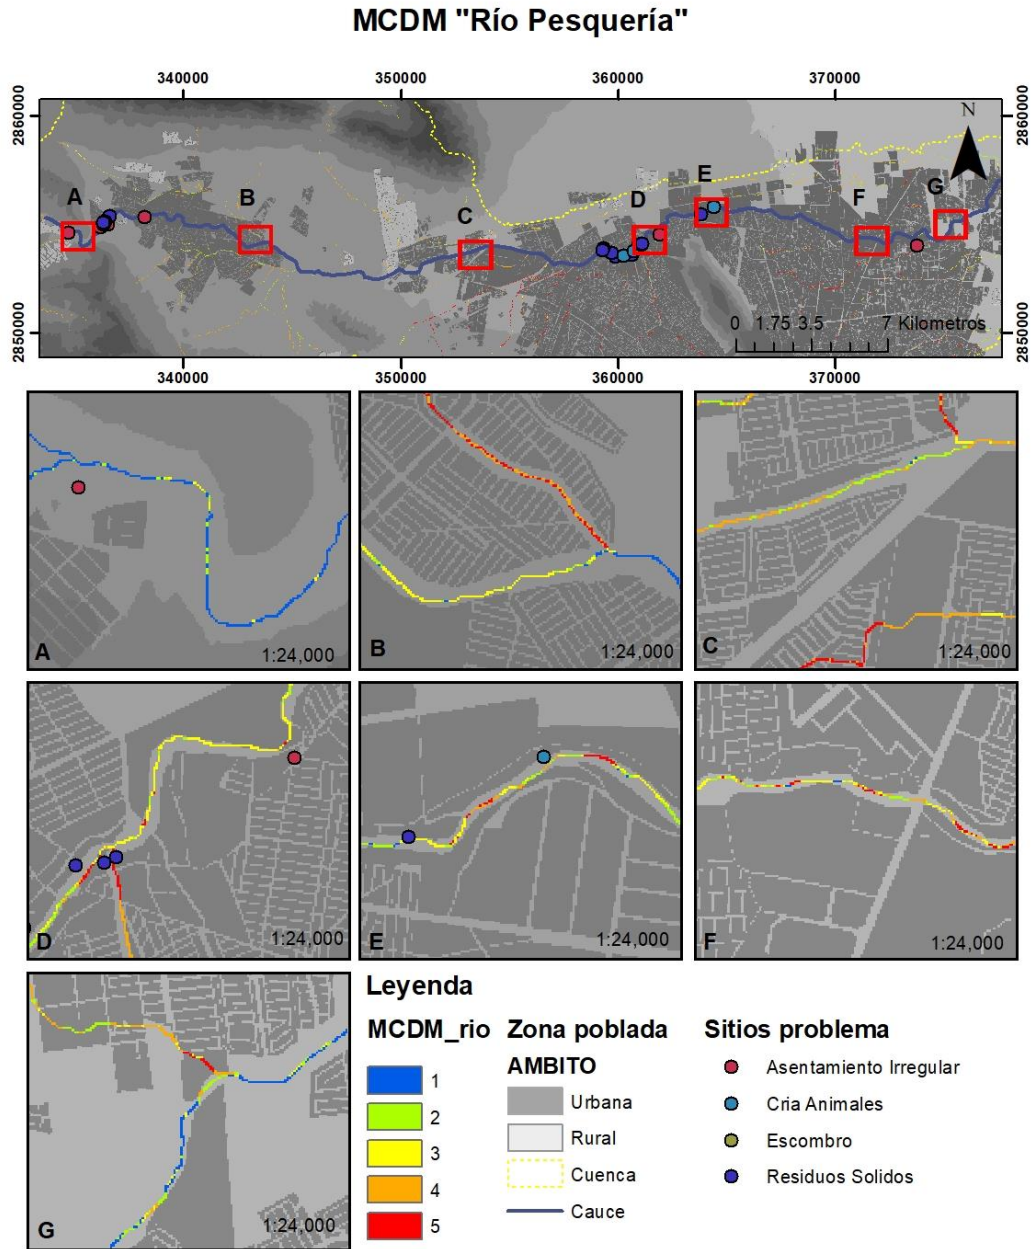 MCDM "Río Pesquería"
340000 350000 360000 370000
2860000 2860000
N
A B C D E F G
2850000 2850000
0 1.75 3.5 7 Kilometros
340000 350000 360000 370000
A 1:24,000
B 1:24,000
C 1:24,000
D 1:24,000
E 1:24,000
F 1:24,000
G 1:24,000
Leyenda
MCDM_rio
1
2
3
4
5
Zona poblada
AMBITO
Urbana
Rural
Cuenca
Cauce
Sitios problema
Asentamiento Irregular
Cria Animales
Escombro
Residuos Solidos